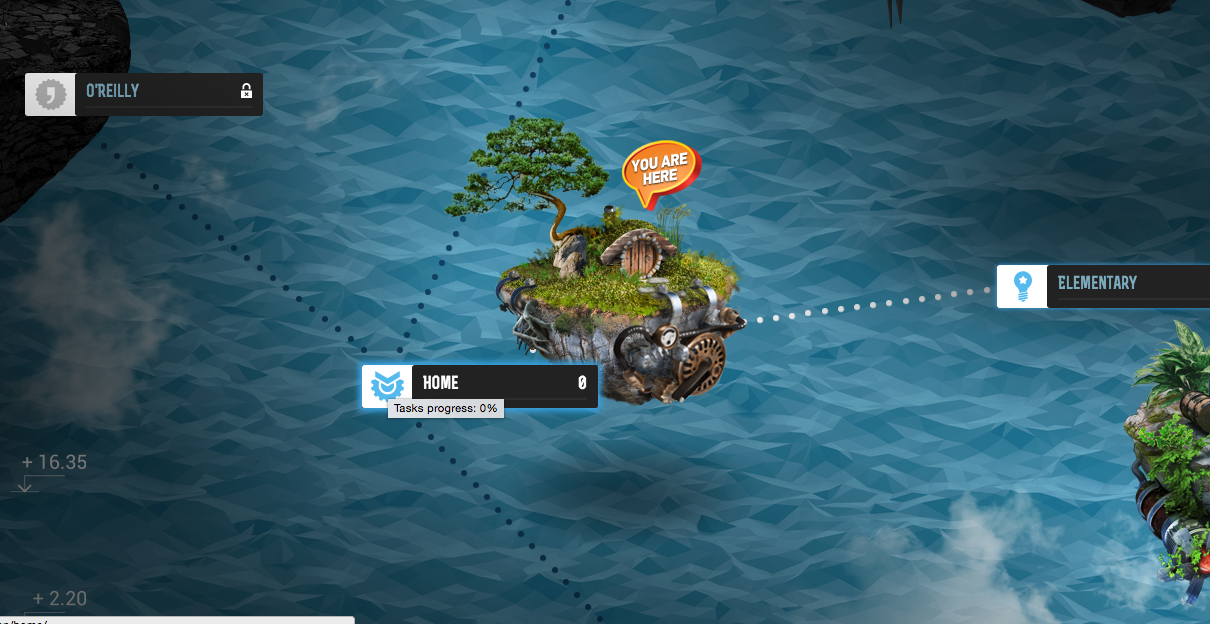 O'REILLY
YOU ARE
HERE
ELEMENTARY
HOME 0
Tasks progress: 0%
+ 16.35
+ 2.20